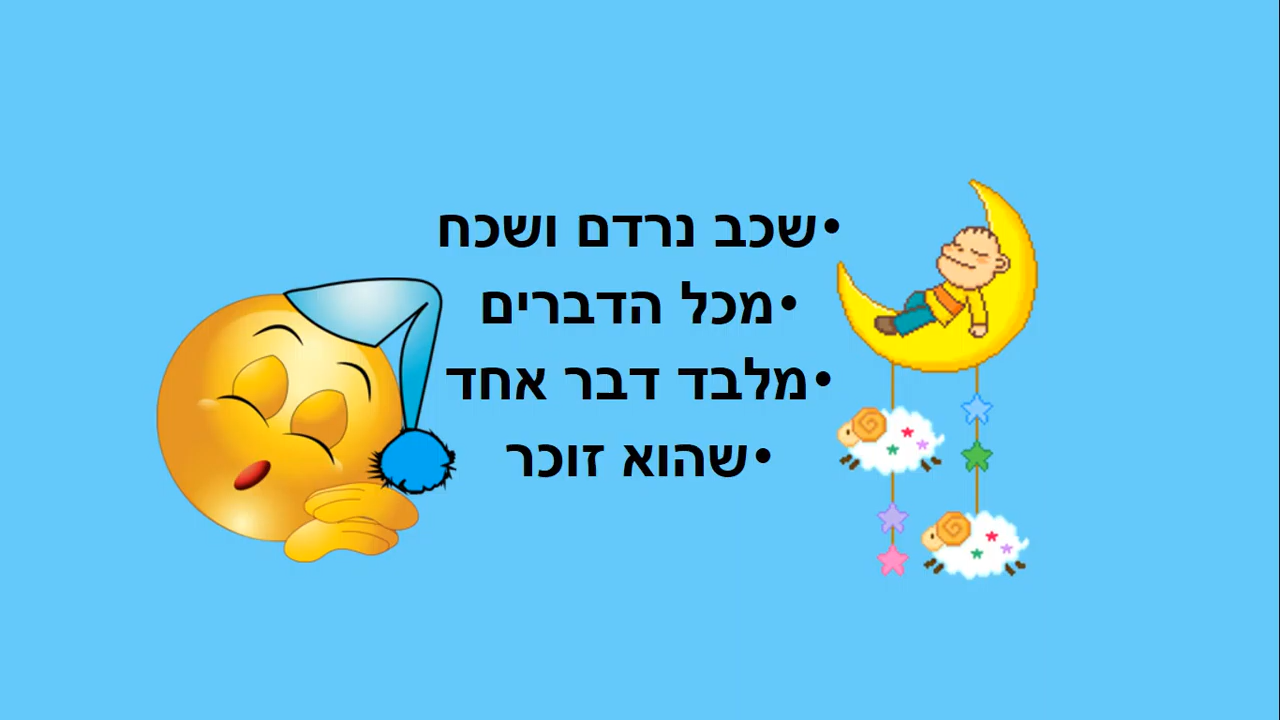 •שכב נרדם ושכח
•מכל הדברים
•מלבד דבר אחד
•שהוא זוכר